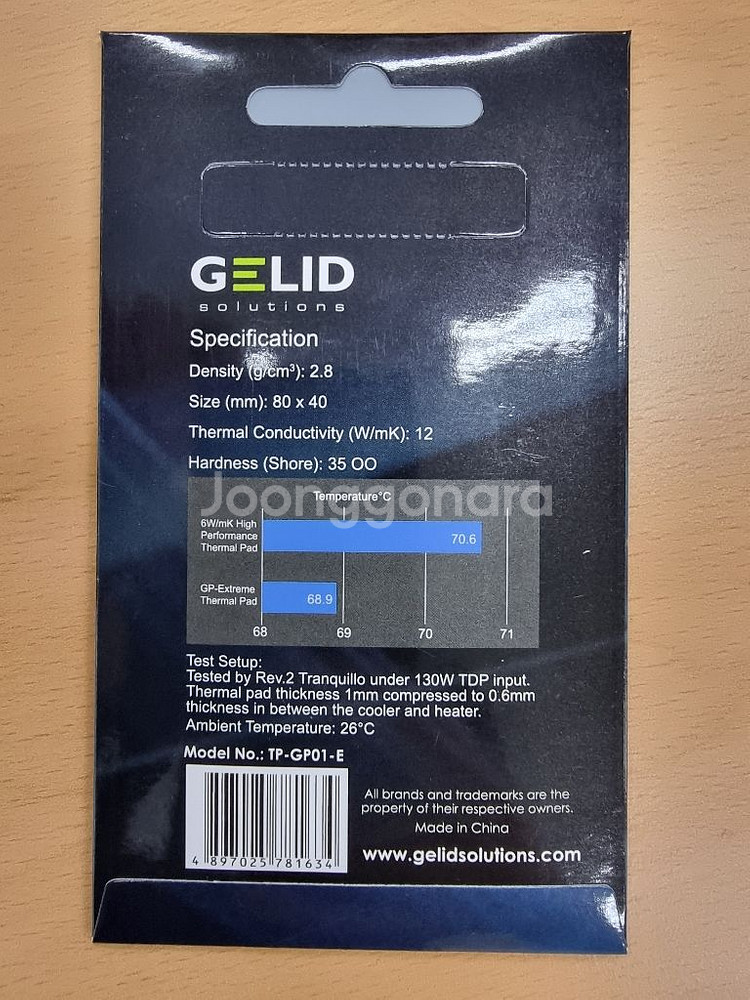 GELID
solutions
Specification
Density (g/cm³): 2.8
Size (mm): 80 x 40
Thermal Conductivity (W/mK): 12
Hardness (Shore): 35 OO
Joonggonara
Temperature°C
6W/mK High
Performance
Thermal Pad
70.6
GP-Extreme
Thermal Pad
68.9
68 69 70 71
Test Setup:
Tested by Rev.2 Tranquillo under 130W TDP input.
Thermal pad thickness 1mm compressed to 0.6mm
thickness in between the cooler and heater.
Ambient Temperature: 26°C
Model No.: TP-GP01-E
4 897025 781634
All brands and trademarks are the
property of their respective owners.
Made in China
www.gelidsolutions.com